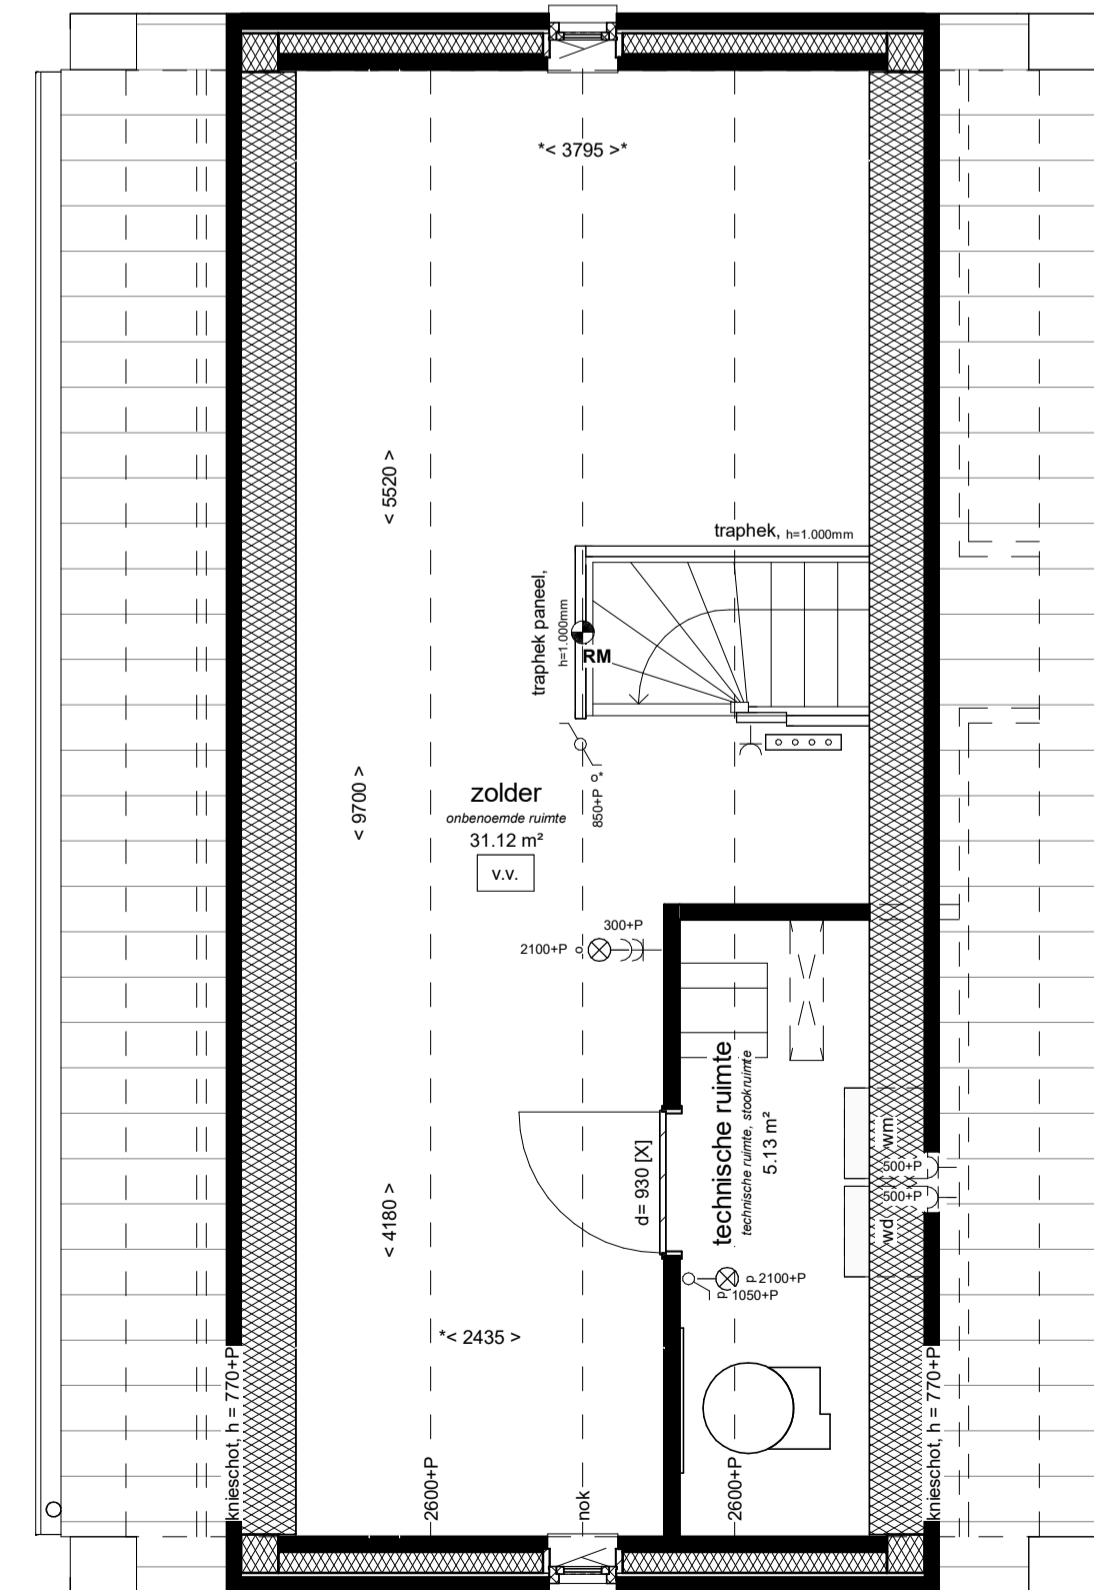 *< 3795 >*
< 5520 >
traphek, h=1.000mm
traphek paneel,
h=1.000mm
RM
< 9700 >
zolder
onbenoemde ruimte
31.12 m²
v.v.
850+P o*
300+P
2100+P
technische ruimte
technische ruimte, stookruimte
5.13 m²
wm
500+P
500+P
wd
d= 930 [X]
< 4180 >
p 2100+P
p 1050+P
*< 2435 >
knieschot, h = 770+P
2600+P
nok
2600+P
knieschot, h = 770+P